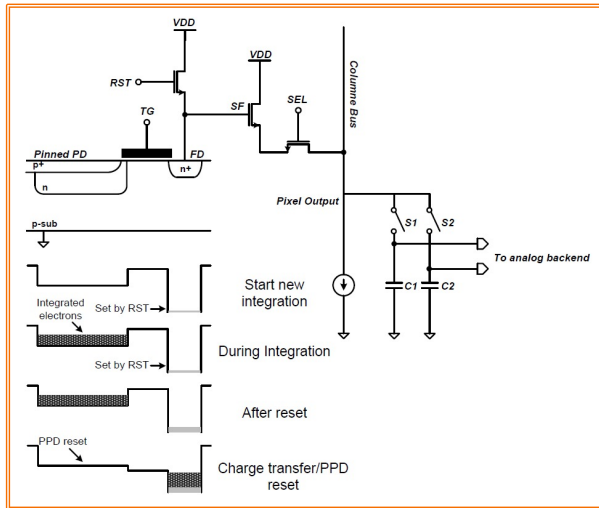 VDD
VDD
RST
TG
SF
SEL
Columne Bus
Pinned PD
FD
p+
n+
n
Pixel Output
S1
S2
p-sub
To analog backend
C1
C2
Start new
integration
Set by RST
Integrated
electrons
During Integration
Set by RST
After reset
PPD reset
Charge transfer/PPD
reset